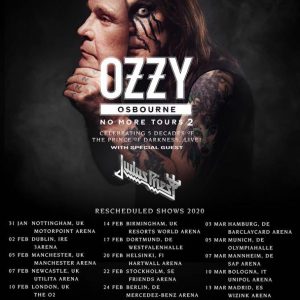 OZZY
OSBOURNE
NO MORE TOURS 2
CELEBRATING 5 DECADES OF
THE PRINCE OF DARKNESS...LIVE!
WITH SPECIAL GUEST
Judas Priest
RESCHEDULED SHOWS 2020
31 JAN NOTTINGHAM, UK
MOTORPOINT ARENA
02 FEB DUBLIN, IRE
3ARENA
05 FEB MANCHESTER, UK
MANCHESTER ARENA
07 FEB NEWCASTLE, UK
UTILITA ARENA
10 FEB LONDON, UK
THE O2
14 FEB BIRMINGHAM, UK
RESORTS WORLD ARENA
17 FEB DORTMUND, DE
WESTFALENHALLE
20 FEB HELSINKI, FI
HARTWALL ARENA
22 FEB STOCKHOLM, SE
FRIENDS ARENA
24 FEB BERLIN, DE
MERCEDES-BENZ ARENA
03 MAR HAMBURG, DE
BARCLAYCARD ARENA
05 MAR MUNICH, DE
OLYMPIAHALLE
MAR MANNHEIM, DE
SAP ARENA
10 MAR BOLOGNA, IT
UNIPOL ARENA
13 MAR MADRID, ES
WIZINK ARENA